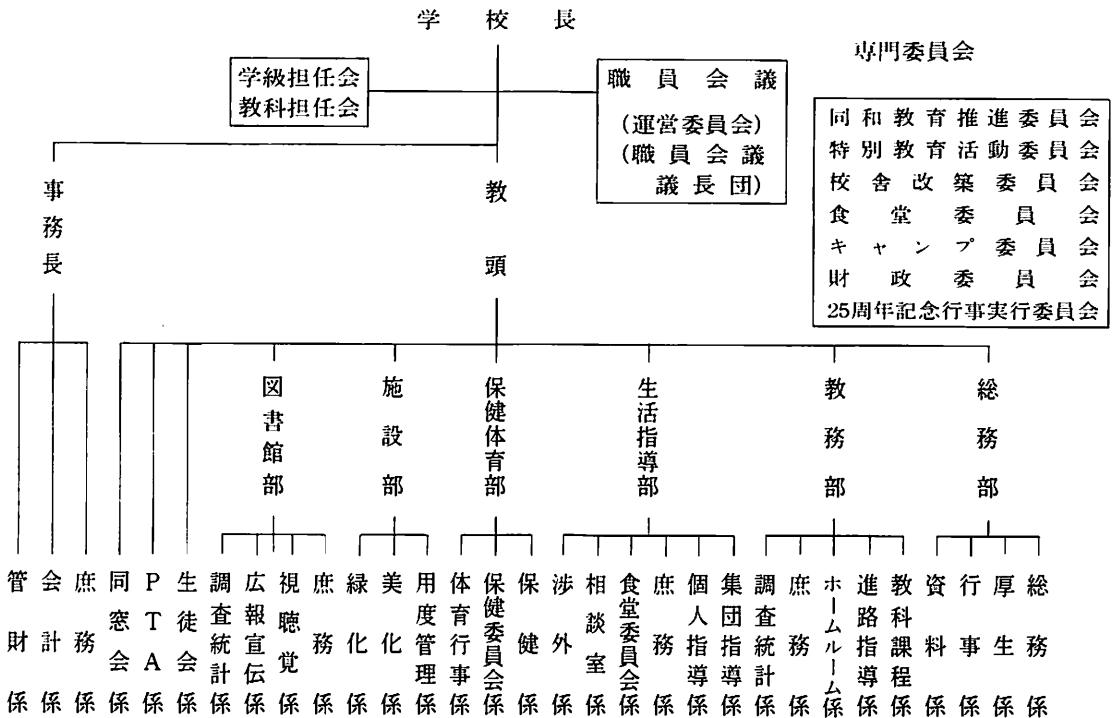 学校長
専門委員会
学級担任会
教科担任会
職員会議
(運営委員会)
(職員会議
議長団)
同和教育推進委員会
特別教育活動委員会
校舎改築委員会
食堂委員会
キャンプ委員会
財政委員会
25周年記念行事実行委員会
事務長
教頭
図書館部
施設部
保健体育部
生活指導部
教務部
総務部
管財係
会計係
庶務係
同窓会係
PTA係
生徒会係
調査統計係
広報宣伝係
視聴覚係
庶務係
緑化係
美化係
用度管理係
体育行事係
保健委員会係
保健係
渉外係
相談室係
食堂委員会係
庶務係
個人指導係
集団指導係
調査統計係
庶務係
ホームルーム係
進路指導係
教科課程係
資料係
行事係
厚生係
総務係